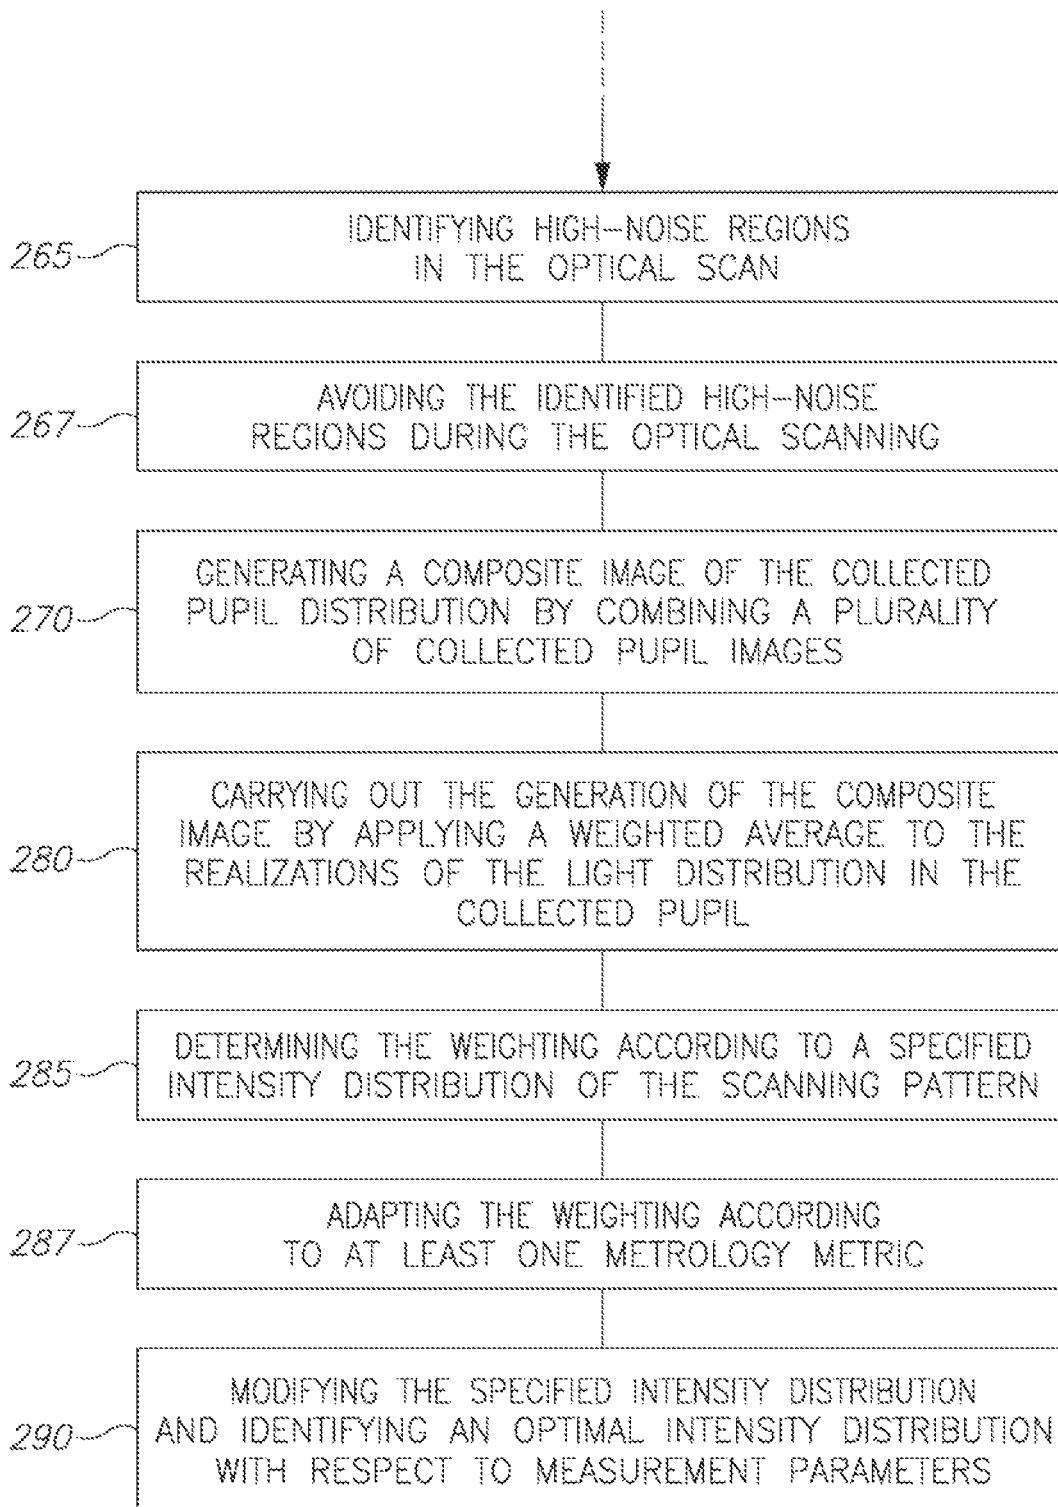 265
IDENTIFYING HIGH-NOISE REGIONS
IN THE OPTICAL SCAN
267
AVOIDING THE IDENTIFIED HIGH-NOISE
REGIONS DURING THE OPTICAL SCANNING
270
GENERATING A COMPOSITE IMAGE OF THE COLLECTED
PUPIL DISTRIBUTION BY COMBINING A PLURALITY
OF COLLECTED PUPIL IMAGES
280
CARRYING OUT THE GENERATION OF THE COMPOSITE
IMAGE BY APPLYING A WEIGHTED AVERAGE TO THE
REALIZATIONS OF THE LIGHT DISTRIBUTION IN THE
COLLECTED PUPIL
285
DETERMINING THE WEIGHTING ACCORDING TO A SPECIFIED
INTENSITY DISTRIBUTION OF THE SCANNING PATTERN
287
ADAPTING THE WEIGHTING ACCORDING
TO AT LEAST ONE METROLOGY METRIC
290
MODIFYING THE SPECIFIED INTENSITY DISTRIBUTION
AND IDENTIFYING AN OPTIMAL INTENSITY DISTRIBUTION
WITH RESPECT TO MEASUREMENT PARAMETERS